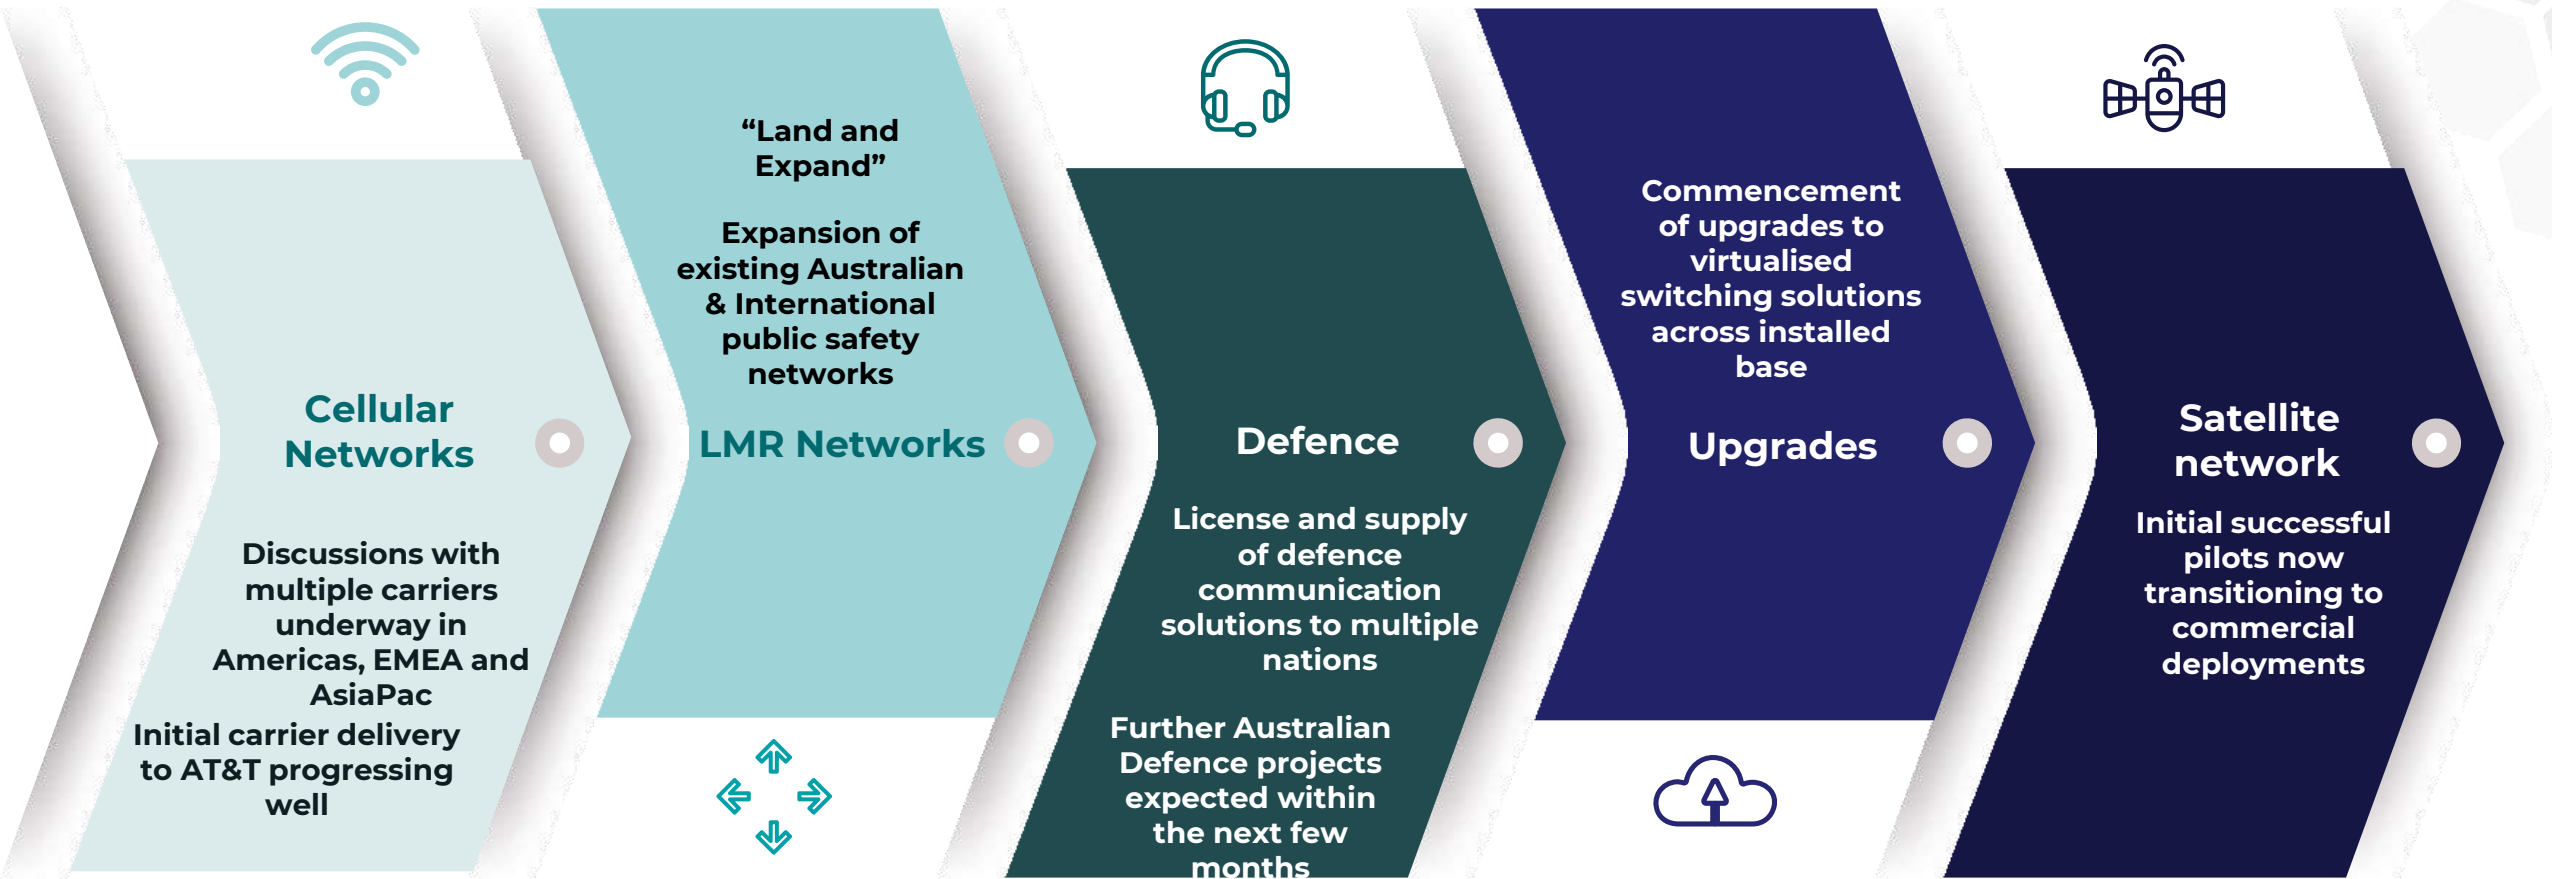 Cellular
Networks
Discussions with
multiple carriers
underway in
Americas, EMEA and
AsiaPac
Initial carrier delivery
to AT&T progressing
well
“Land and
Expand”
Expansion of
existing Australian
& International
public safety
networks
LMR Networks
Defence
License and supply
of defence
communication
solutions to multiple
nations
Further Australian
Defence projects
expected within
the next few
months
Commencement
of upgrades to
virtualised
switching solutions
across installed
base
Upgrades
Satellite
network
Initial successful
pilots now
transitioning to
commercial
deployments